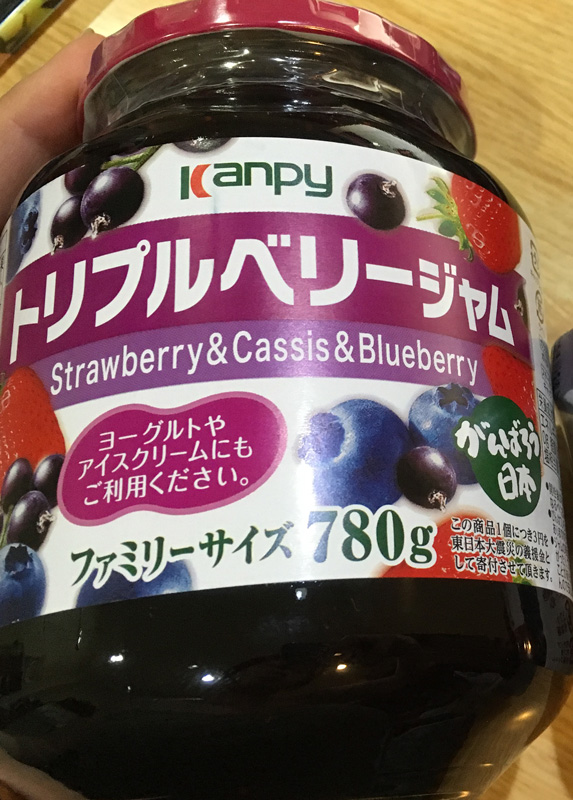 Kanpy
トリプルベリージャム
Strawberry&Cassis&Blueberry
ヨーグルトや
アイスクリームにも
ご利用ください。
がんばろう
日本
ファミリーサイズ 780g
この商品1個につき3円を
東日本大震災の義援金と
して寄付させて頂きます。